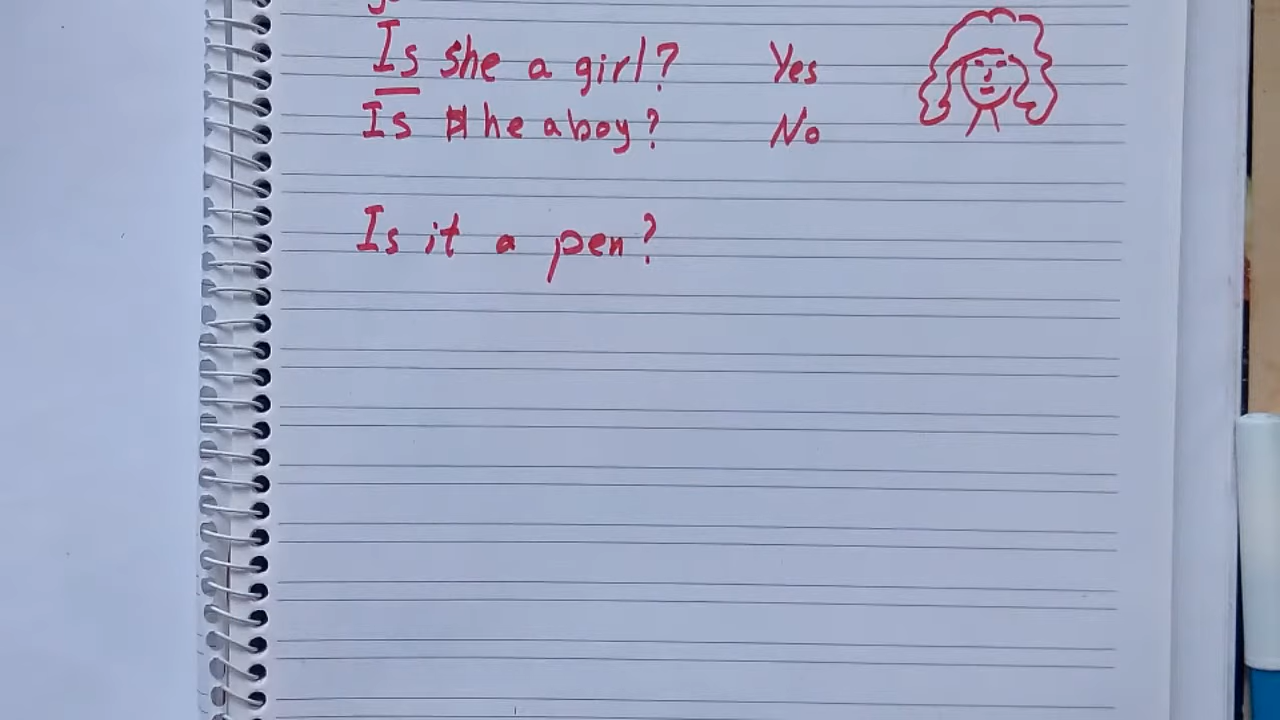 Is she a girl? Yes
Is he a boy? No
Is it a pen?